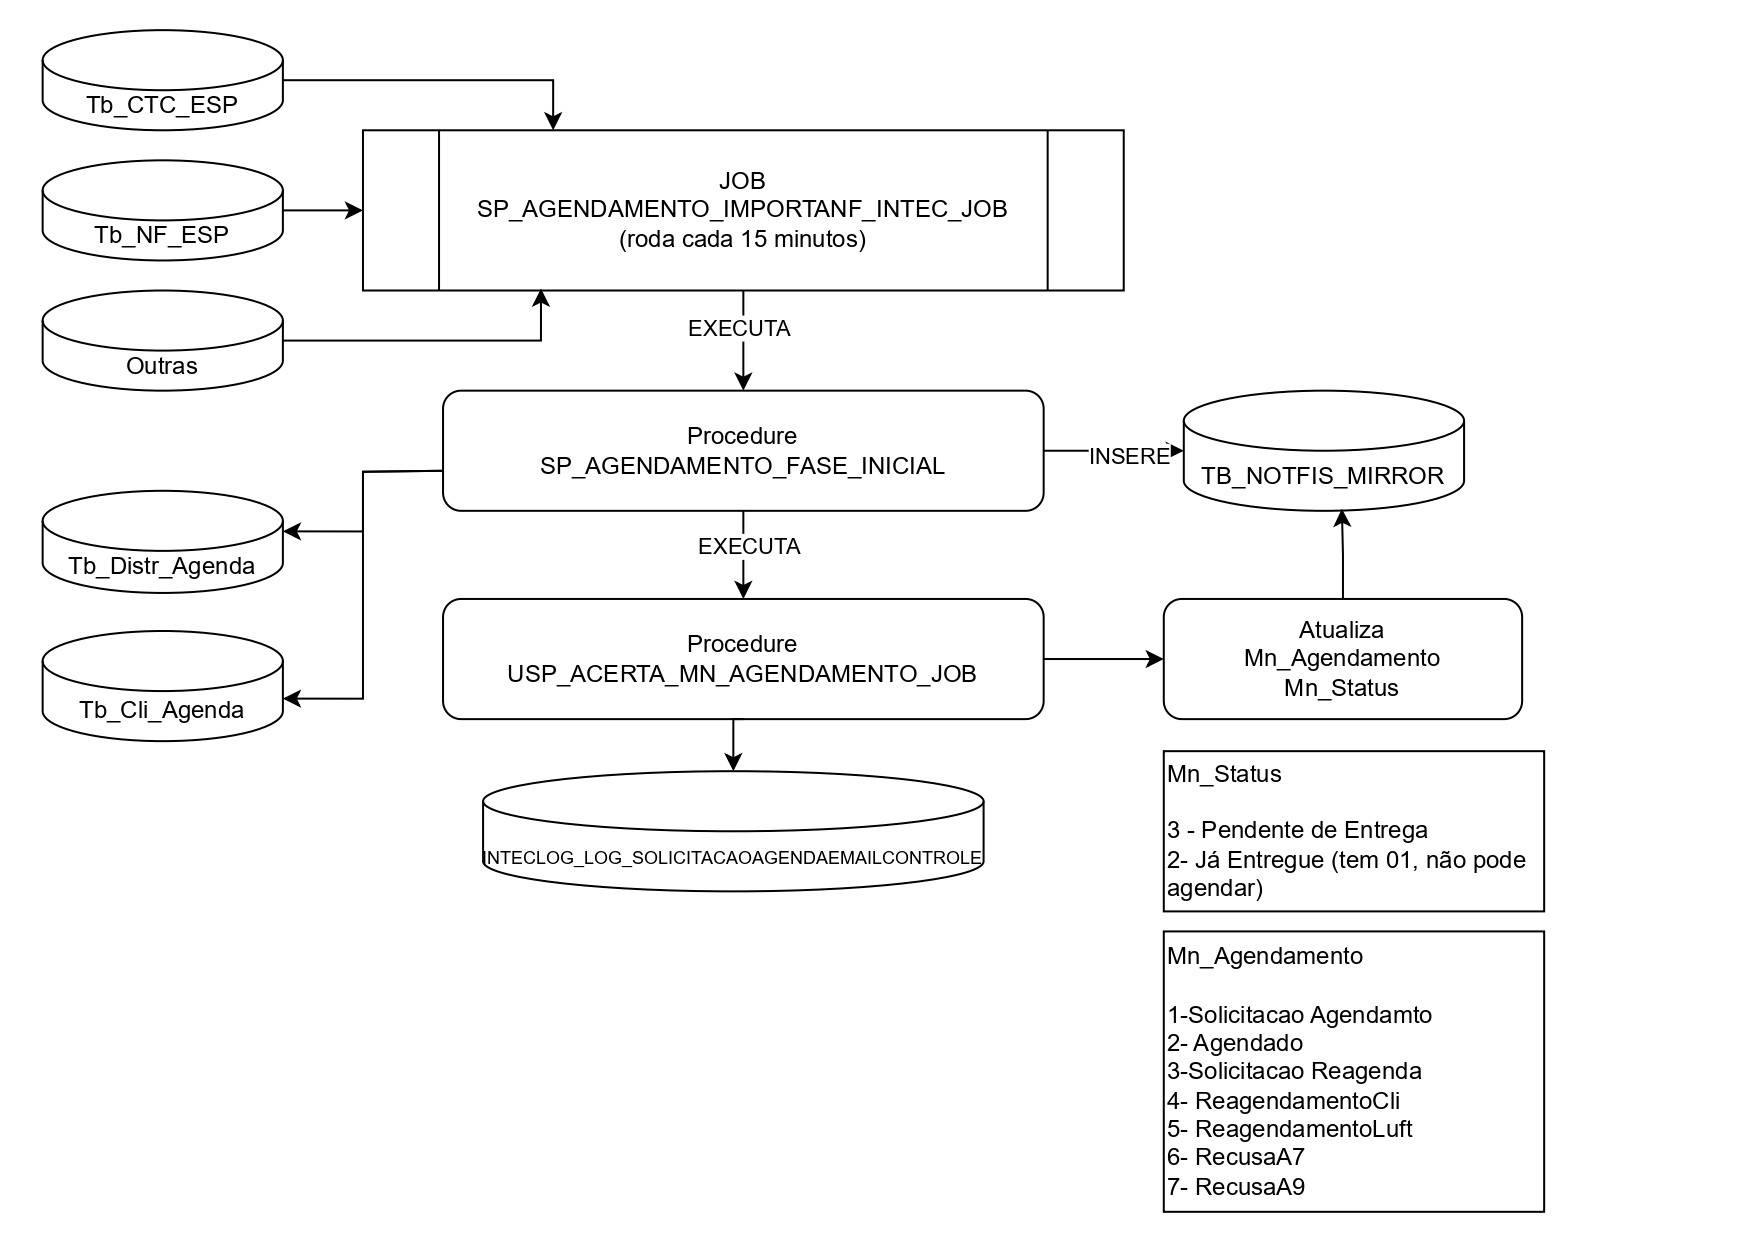 Tb_CTC_ESP
JOB
SP_AGENDAMENTO_IMPORTANF_INTEC_JOB
(roda cada 15 minutos)
Tb_NF_ESP
Outras
EXECUTA
Procedure
SP_AGENDAMENTO_FASE_INICIAL
INSERE
TB_NOTFIS_MIRROR
Tb_Distr_Agenda
EXECUTA
Procedure
USP_ACERTA_MN_AGENDAMENTO_JOB
Atualiza
Mn_Agendamento
Mn_Status
Tb_Cli_Agenda
INTECLOG_LOG_SOLICITACAOAGENDAEMAILCONTROLE
Mn_Status
3 - Pendente de Entrega
2- Já Entregue (tem 01, não pode
agendar)
Mn_Agendamento
1-Solicitacao Agendamto
2- Agendado
3-Solicitacao Reagenda
4- ReagendamentoCli
5- ReagendamentoLuft
6- RecusaA7
7- RecusaA9